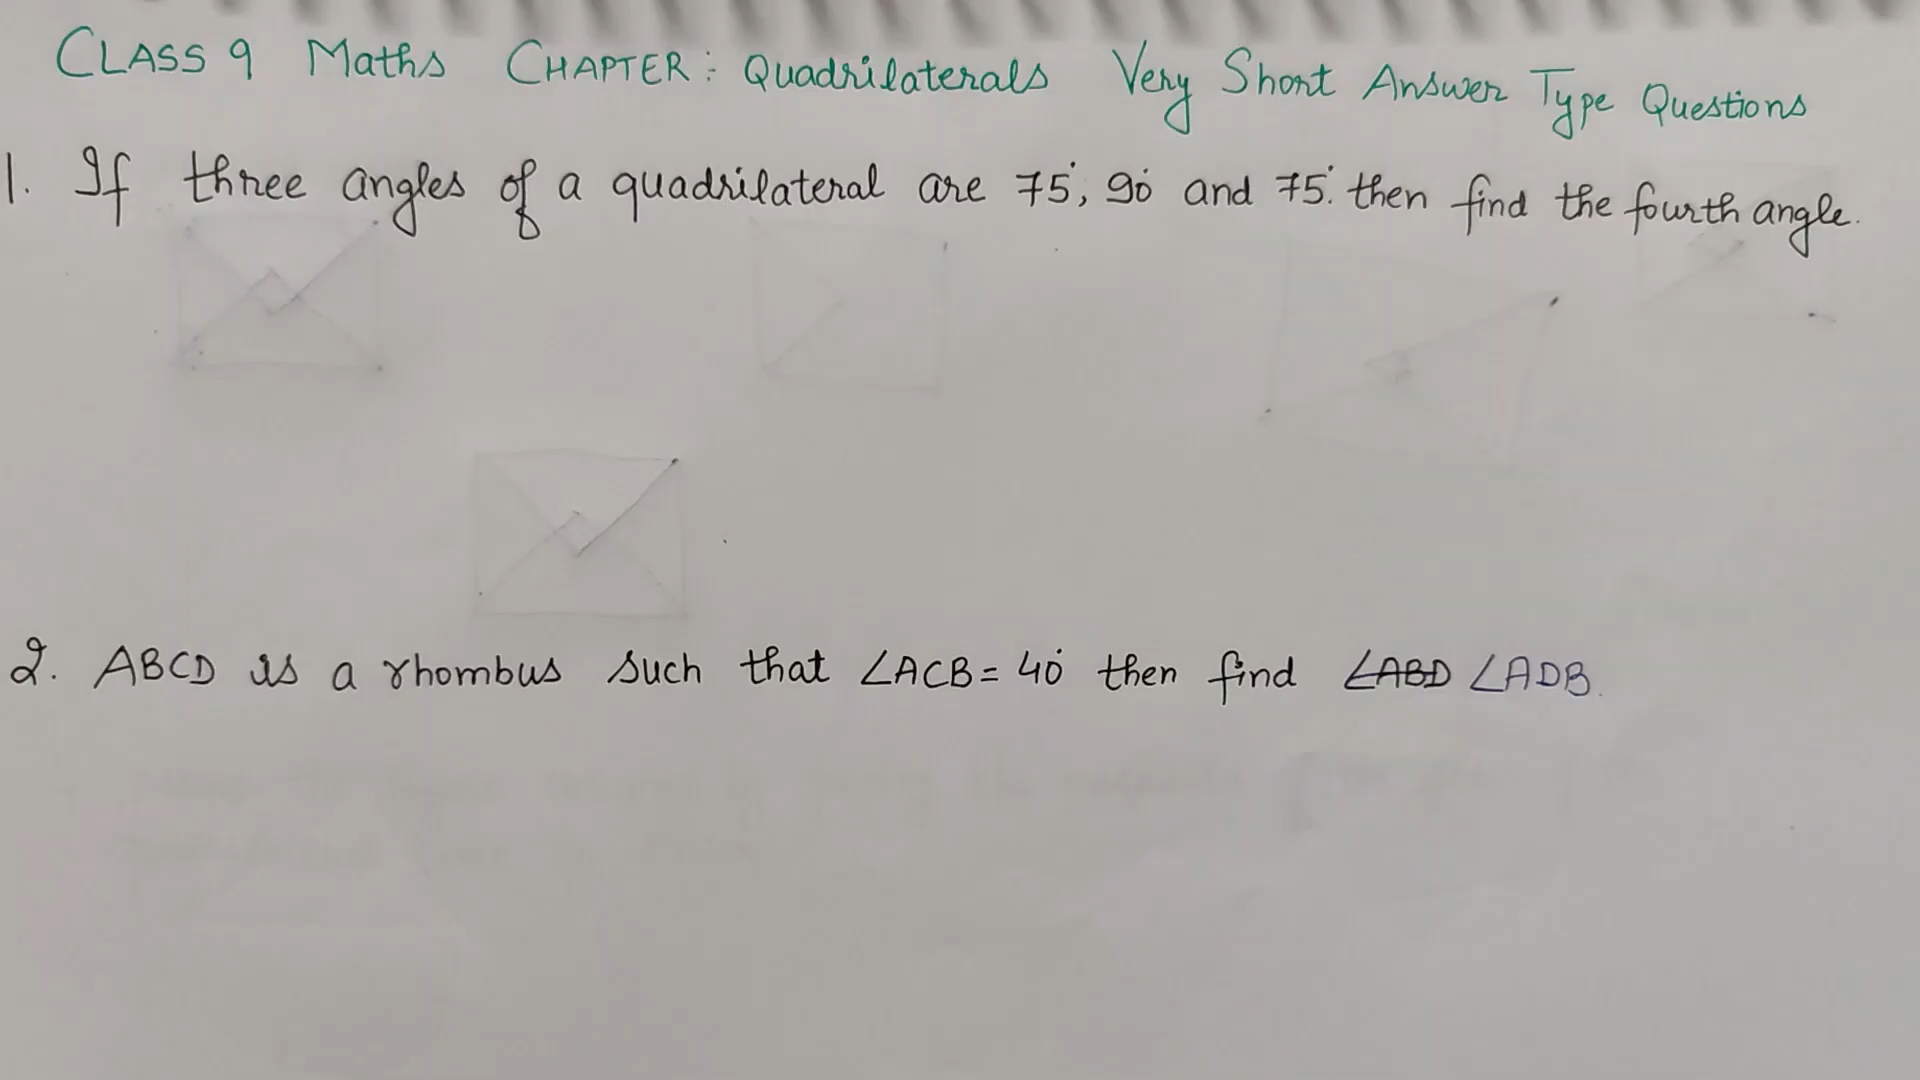 CLASS 9 Maths CHAPTER: Quadrilaterals Very Short Answer Type Questions
1. If three angles of a quadrilateral are 75°, 90° and 75°. then find the fourth angle.
2. ABCD is a rhombus such that ∠ACB = 40° then find ∠ABD ∠ADB.